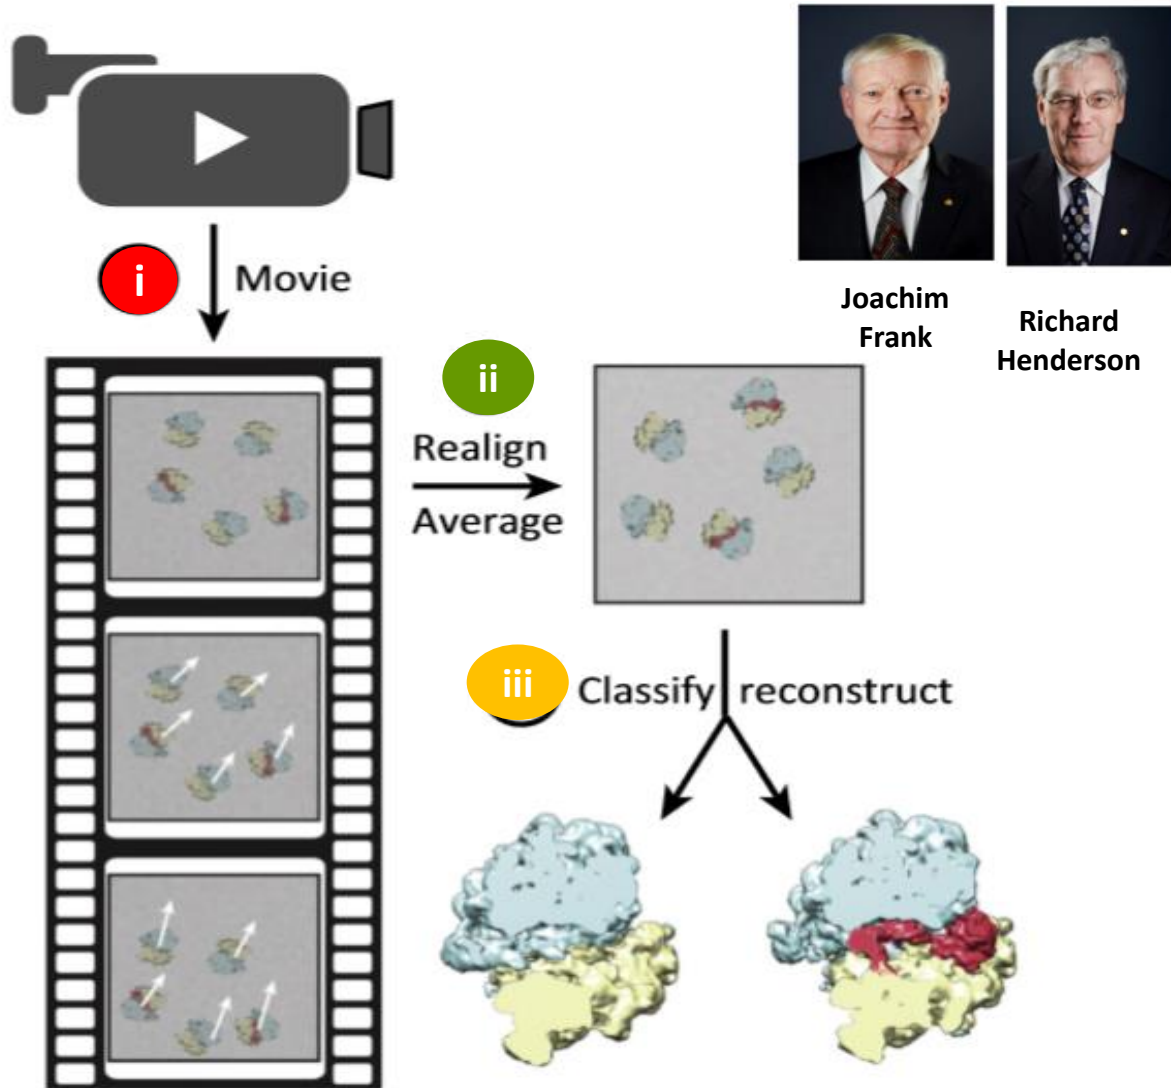 i
Movie
ii
Realign
Average
iii
Classify reconstruct
Joachim
Frank
Richard
Henderson